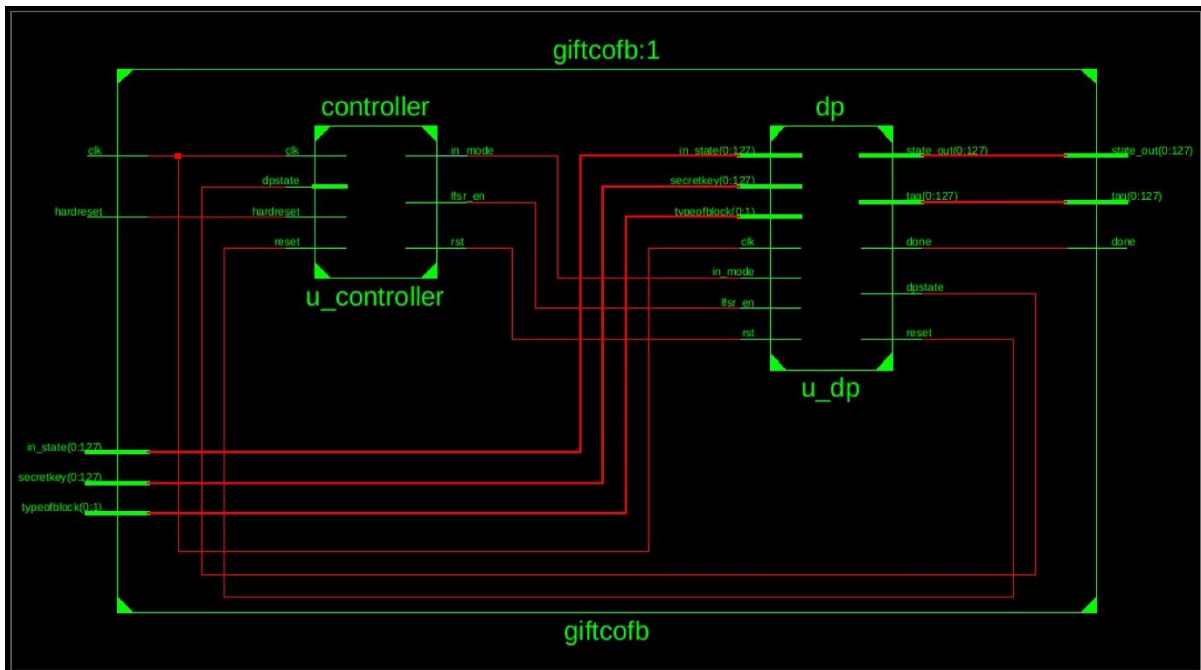 giftcofb:1
controller
dp
clk
clk
in_mode
in_state(0:127)
state_out(0:127)
state_out(0:127)
dpstate
secretkey(0:127)
lfsr_en
tag(0:127)
tag(0:127)
hardreset
hardreset
typeofblock(0:1)
reset
rst
clk
done
done
in_mode
u_controller
dpstate
lfsr_en
rst
reset
u_dp
in_state(0:127)
secretkey(0:127)
typeofblock(0:1)
giftcofb